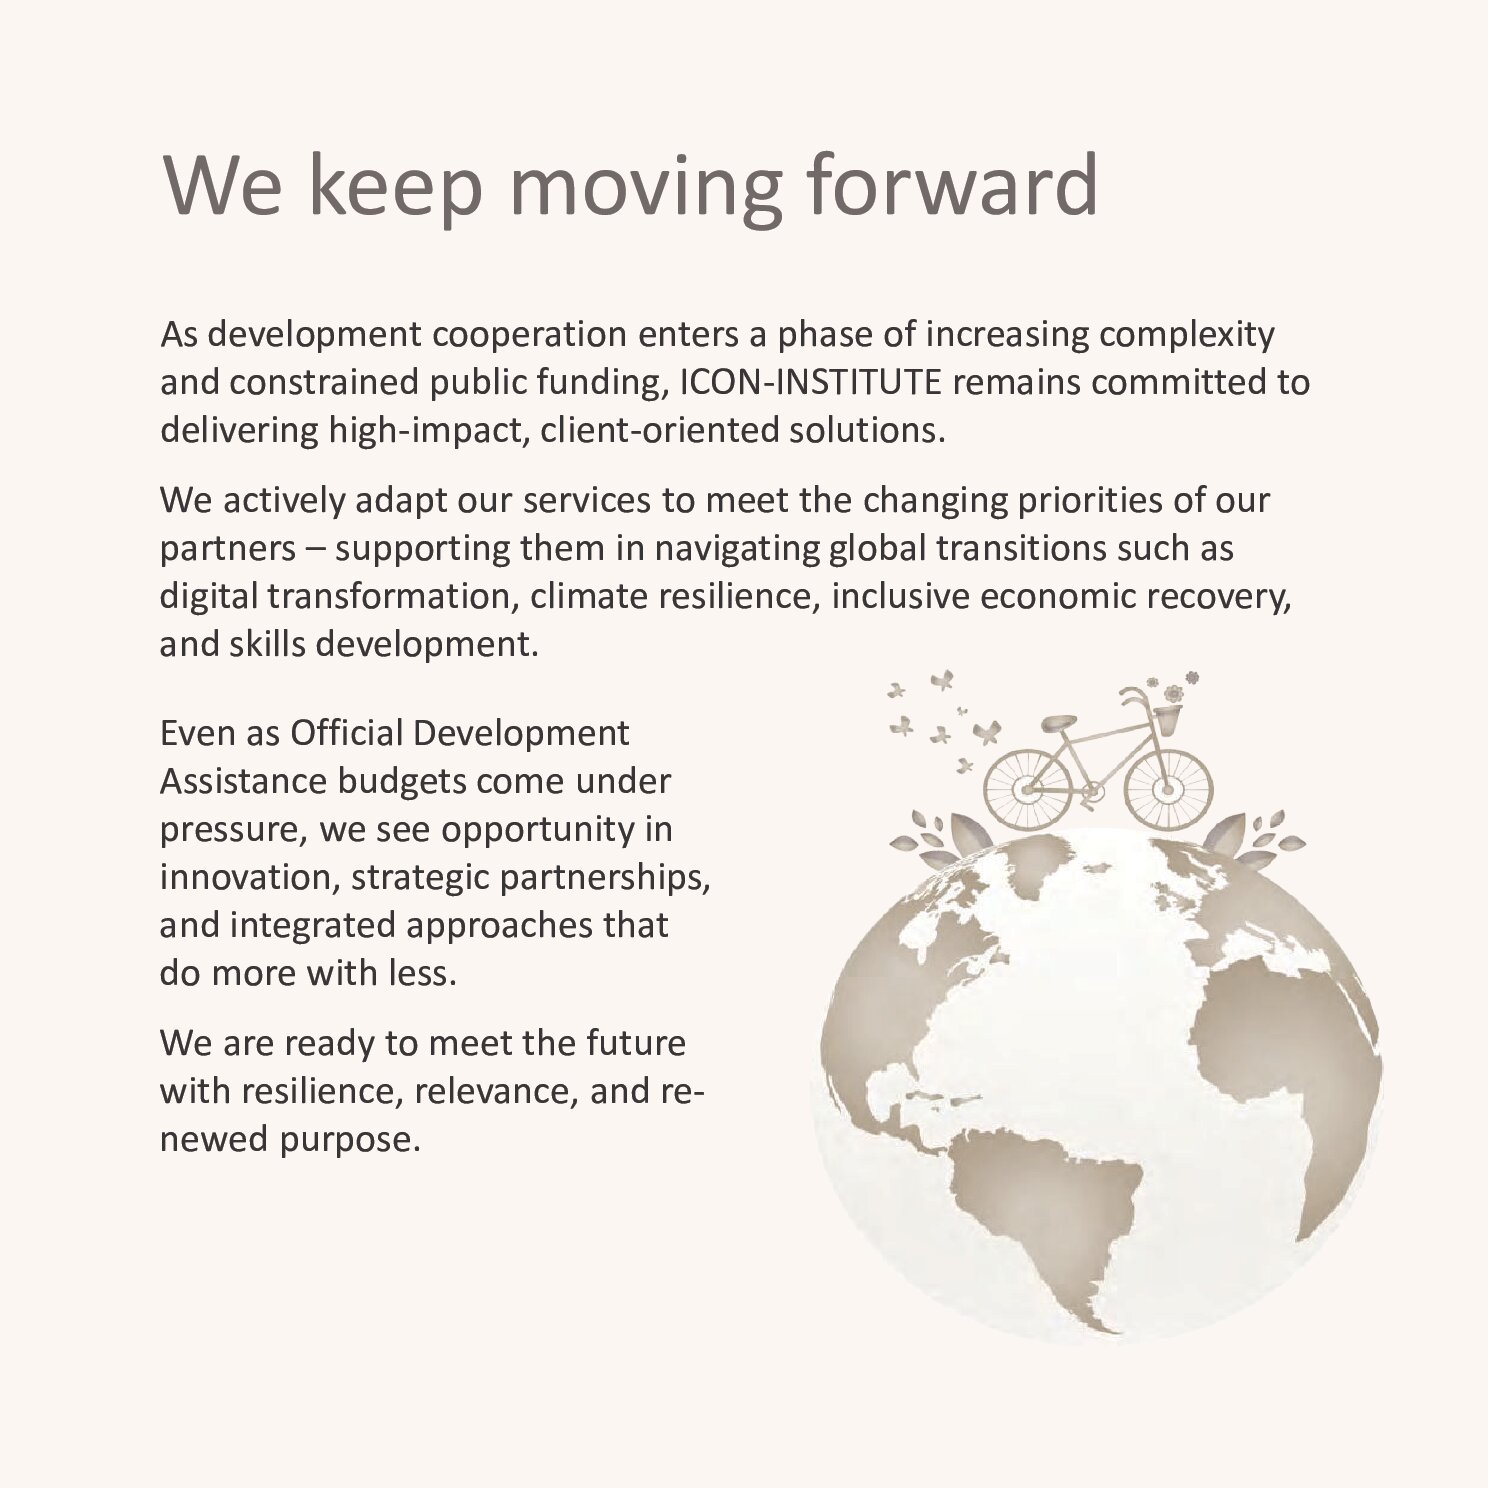 We keep moving forward
As development cooperation enters a phase of increasing complexity
and constrained public funding, ICON-INSTITUTE remains committed to
delivering high-impact, client-oriented solutions.
We actively adapt our services to meet the changing priorities of our
partners – supporting them in navigating global transitions such as
digital transformation, climate resilience, inclusive economic recovery,
and skills development.
Even as Official Development
Assistance budgets come under
pressure, we see opportunity in
innovation, strategic partnerships,
and integrated approaches that
do more with less.
We are ready to meet the future
with resilience, relevance, and re-
newed purpose.